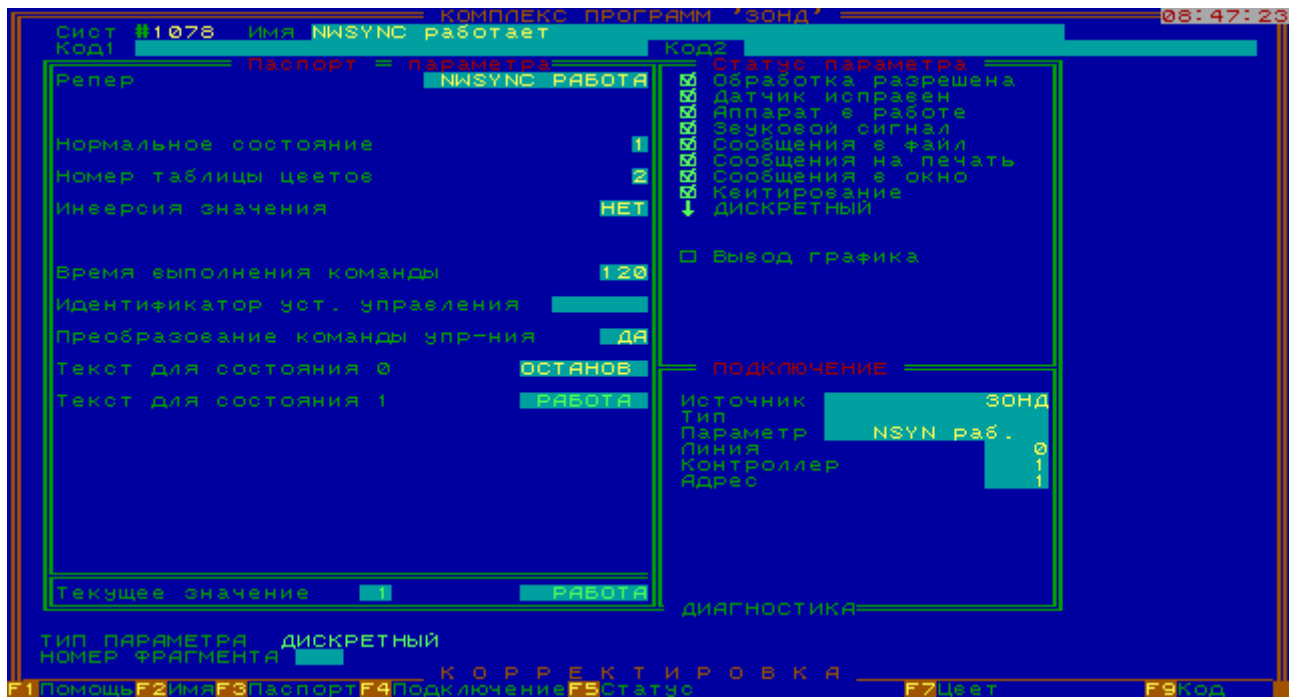 КОМПЛЕКС ПРОГРАММ 'ЗОНД' 08:47:23
Сист #1078 Имя NWSYNC работает
Код1 Код2
Паспорт = параметра
Репер NWSYNC РАБОТА
Нормальное состояние 1
Номер таблицы цветов 2
Инверсия значения НЕТ
Время выполнения команды 120
Идентификатор уст. управления
Преобразование команды упр-ния ДА
Текст для состояния 0 ОСТАНОВ
Текст для состояния 1 РАБОТА
Текущее значение 1 РАБОТА
Статус параметра
Обработка разрешена
Датчик исправен
Аппарат в работе
Звуковой сигнал
Сообщения в файл
Сообщения на печать
Сообщения в окно
Квитирование
ДИСКРЕТНЫЙ
Вывод графика
ПОДКЛЮЧЕНИЕ
Источник ЗОНД
Тип
Параметр NSYN раб.
Линия 0
Контроллер 1
Адрес 1
ДИАГНОСТИКА
ТИП ПАРАМЕТРА ДИСКРЕТНЫЙ
НОМЕР ФРАГМЕНТА
К О Р Р Е К Т И Р О В К А
F1Помощь F2Имя F3Паспорт F4Подключение F5Статус F7Цвет F9Код